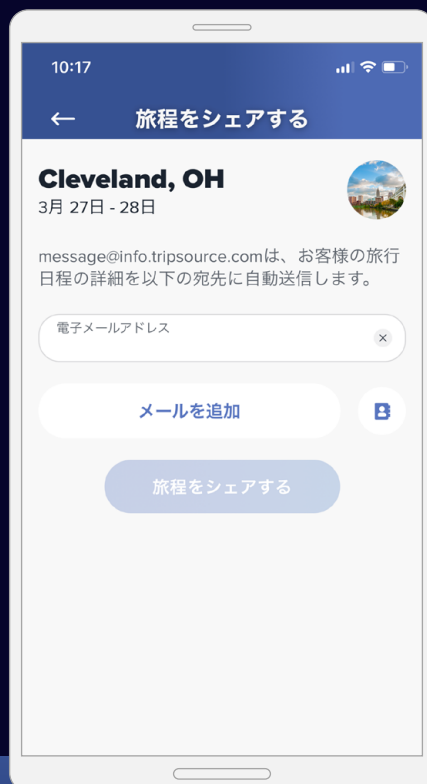 10:17
旅程をシェアする
Cleveland, OH
3月 27日 - 28日
message@info.tripsource.comは、お客様の旅行
日程の詳細を以下の宛先に自動送信します。
電子メールアドレス
メールを追加
旅程をシェアする